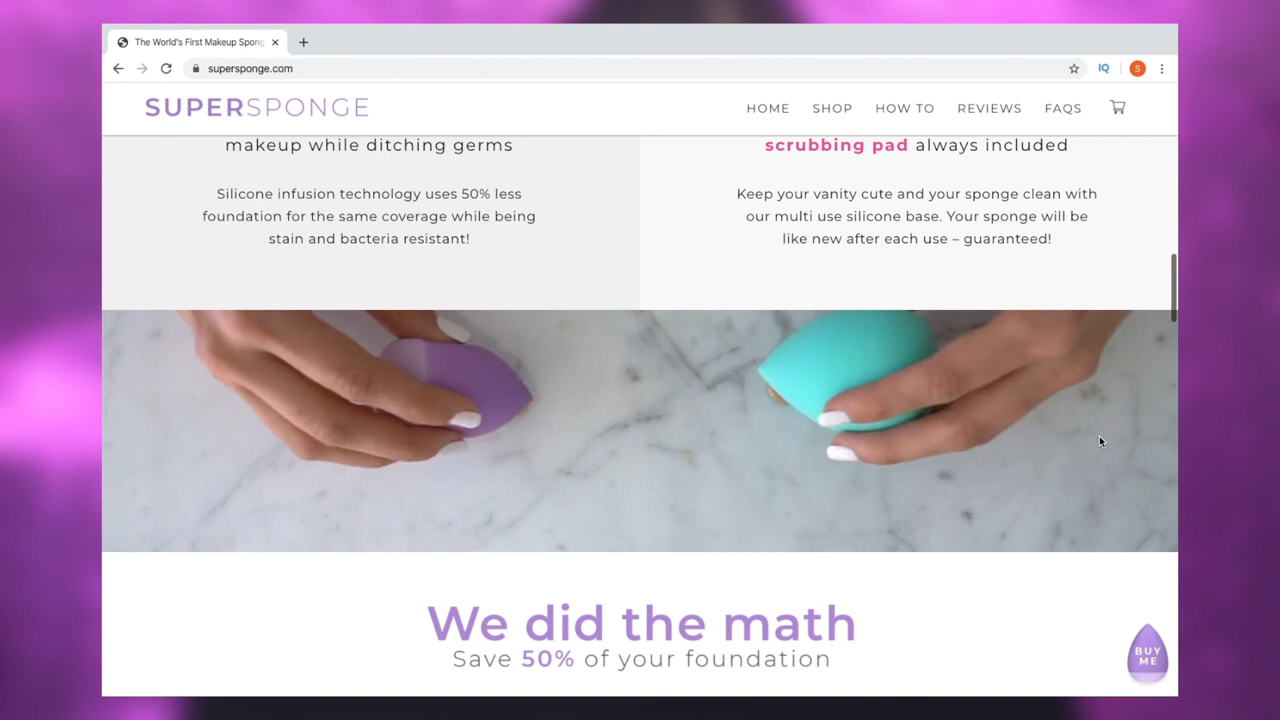 The World's First Makeup Spong
supersponge.com
IQ
S
SUPERSPONGE
HOME SHOP HOW TO REVIEWS FAQS
makeup while ditching germs
Silicone infusion technology uses 50% less
foundation for the same coverage while being
stain and bacteria resistant!
scrubbing pad always included
Keep your vanity cute and your sponge clean with
our multi use silicone base. Your sponge will be
like new after each use – guaranteed!
We did the math
Save 50% of your foundation
BUY
ME